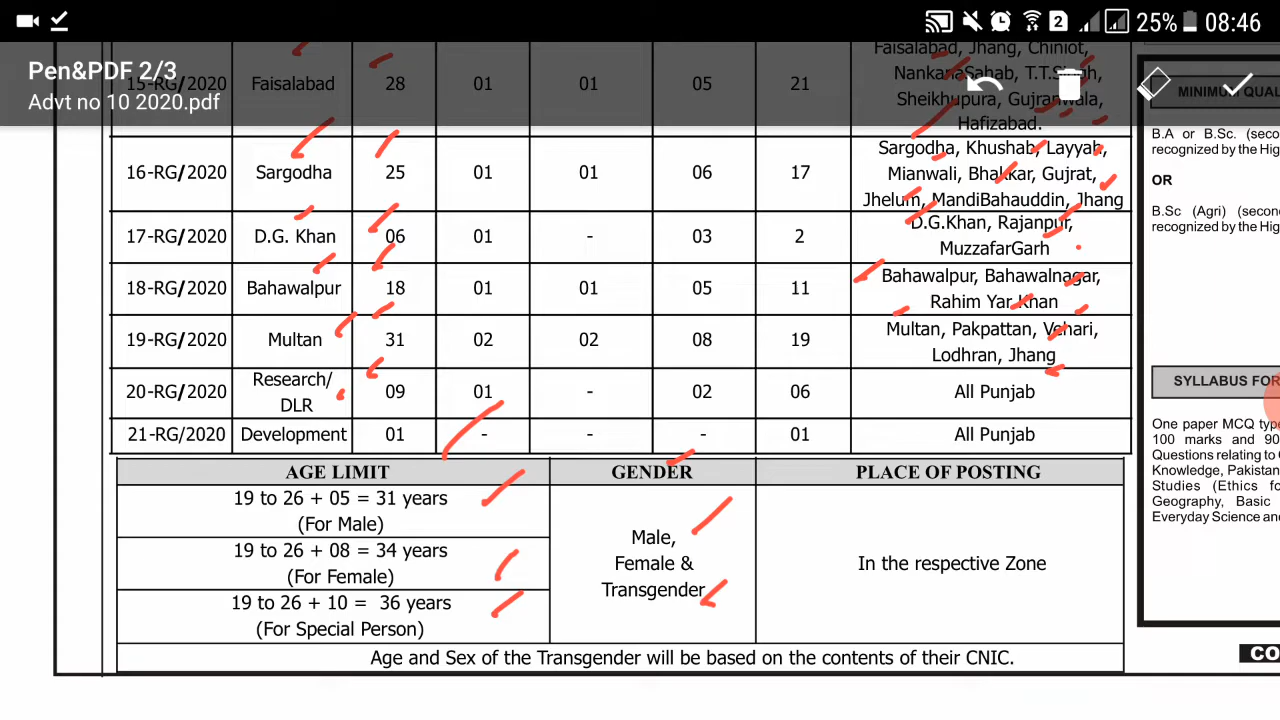 2 25% 08:46
Pen&PDF 2/3
Advt no 10 2020.pdf
15-RG/2020 Faisalabad 28 01 01 05 21
Faisalabad, Jhang, Chiniot,
NankanaSahab, T.T.Singh,
Sheikhupura, Gujranwala,
Hafizabad.
16-RG/2020 Sargodha 25 01 01 06 17
Sargodha, Khushab, Layyah,
Mianwali, Bhakkar, Gujrat,
Jhelum, MandiBahauddin, Jhang
17-RG/2020 D.G. Khan 06 01 - 03 2
D.G.Khan, Rajanpur,
MuzzafarGarh
18-RG/2020 Bahawalpur 18 01 01 05 11
Bahawalpur, Bahawalnagar,
Rahim Yar Khan
19-RG/2020 Multan 31 02 02 08 19
Multan, Pakpattan, Vehari,
Lodhran, Jhang
20-RG/2020 Research/
DLR 09 01 - 02 06 All Punjab
21-RG/2020 Development 01 - - - 01 All Punjab
AGE LIMIT GENDER PLACE OF POSTING
19 to 26 + 05 = 31 years
(For Male)
19 to 26 + 08 = 34 years
(For Female)
19 to 26 + 10 = 36 years
(For Special Person)
Male,
Female &
Transgender
In the respective Zone
Age and Sex of the Transgender will be based on the contents of their CNIC.
MINIMUM QUAL
B.A or B.Sc. (seco
recognized by the Hig
OR
B.Sc (Agri) (secon
recognized by the Hig
SYLLABUS FOR
One paper MCQ type
100 marks and 90
Questions relating to
Knowledge, Pakistan
Studies (Ethics fo
Geography, Basic
Everyday Science an
CO